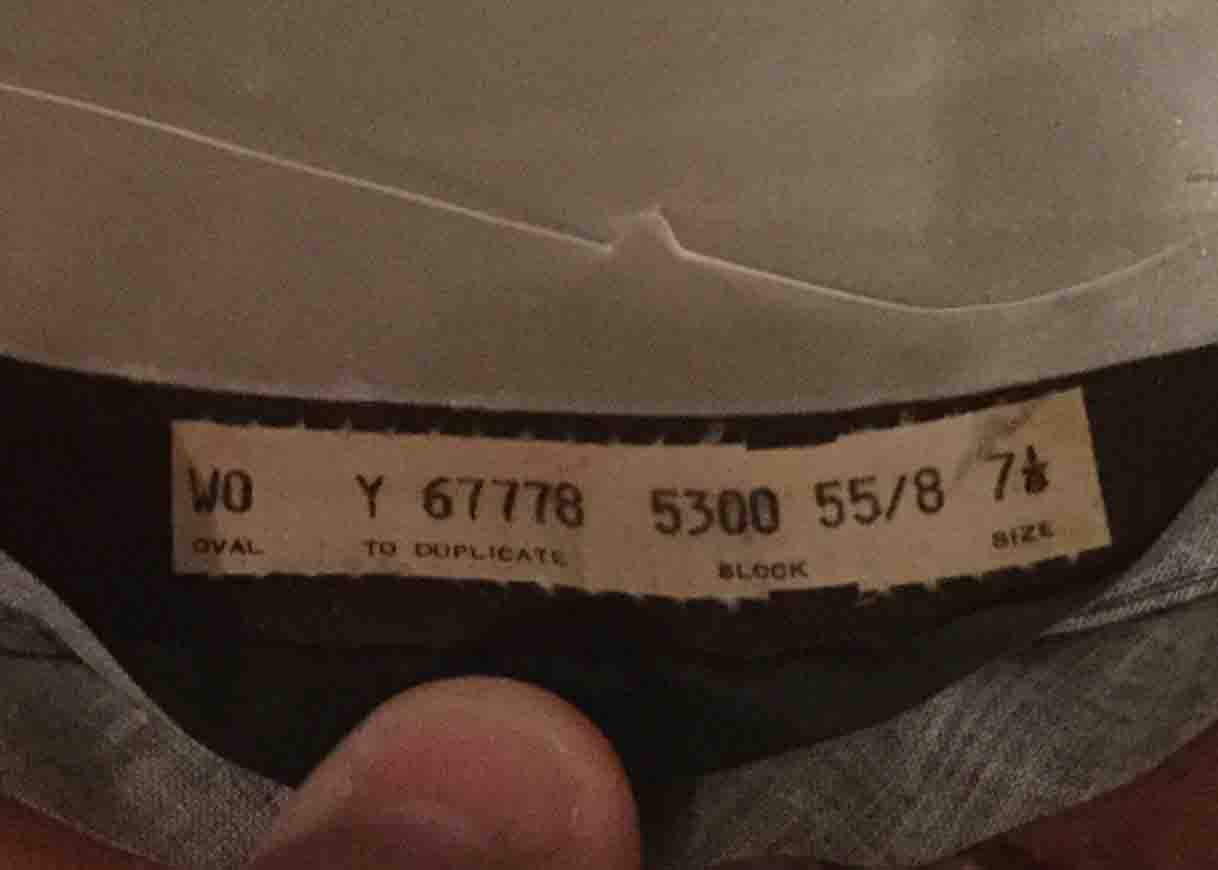 WO Y 67778 5300 55/8 7⅛
OVAL TO DUPLICATE BLOCK SIZE